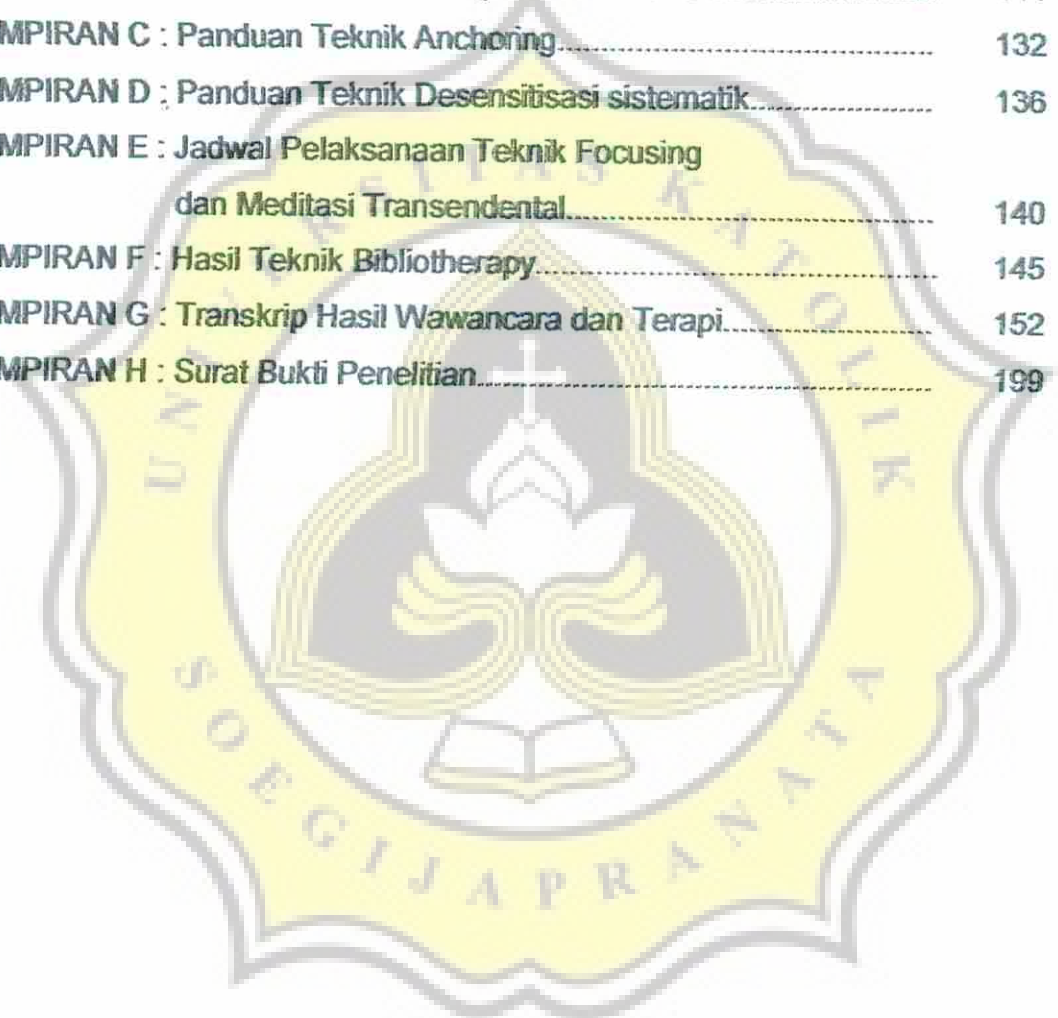 MPIRAN C : Panduan Teknik Anchoring............................................. 132
MPIRAN D : Panduan Teknik Desensitisasi sistematik...................... 136
MPIRAN E : Jadwal Pelaksanaan Teknik Focusing
dan Meditasi Transendental............................................ 140
MPIRAN F : Hasil Teknik Bibliotherapy................................................ 145
MPIRAN G : Transkrip Hasil Wawancara dan Terapi......................... 152
MPIRAN H : Surat Bukti Penelitian...................................................... 199
UNIVERSITAS KATOLIK
SOEGIJAPRANATA